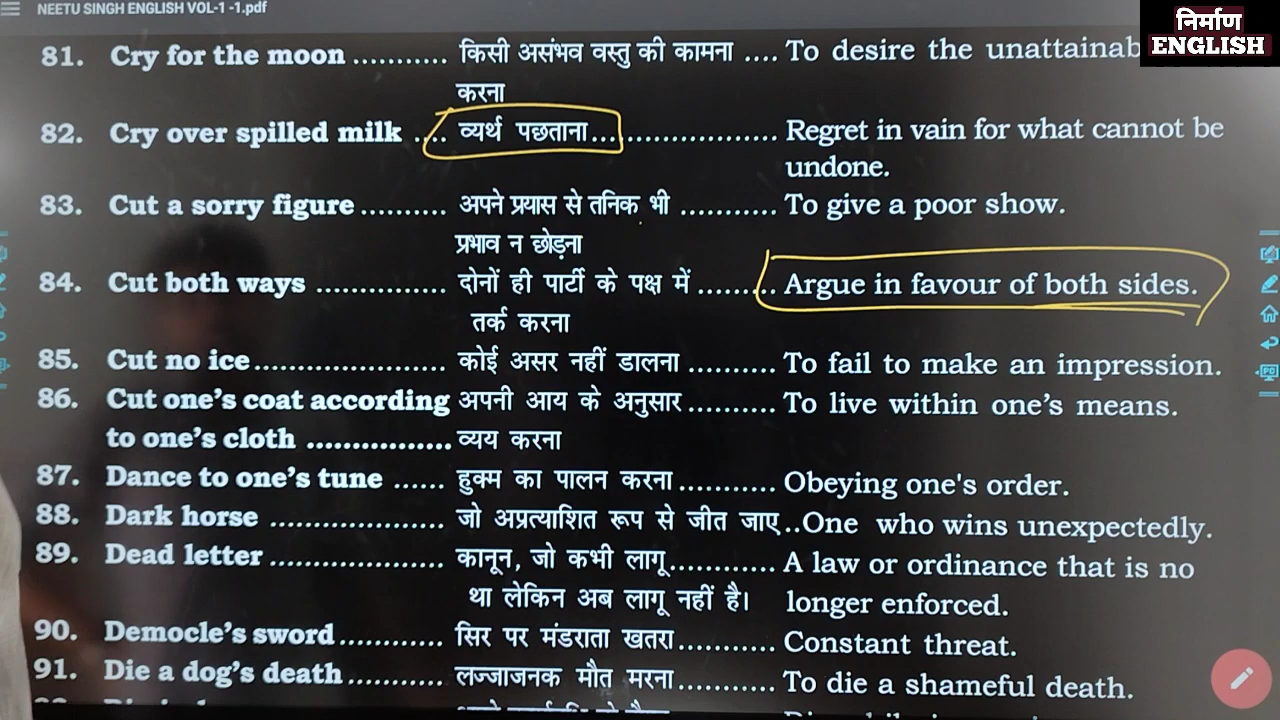 NEETU SINGH ENGLISH VOL-1 -1.pdf
निर्माण
ENGLISH
81. Cry for the moon ........... किसी असंभव वस्तु की कामना .... To desire the unattainab
करना
82. Cry over spilled milk .... व्यर्थ पछताना..................... Regret in vain for what cannot be
undone.
83. Cut a sorry figure.......... अपने प्रयास से तनिक भी ........... To give a poor show.
प्रभाव न छोड़ना
84. Cut both ways ............... दोनों ही पार्टी के पक्ष में ......... Argue in favour of both sides.
तर्क करना
85. Cut no ice...................... कोई असर नहीं डालना .......... To fail to make an impression.
86. Cut one's coat according अपनी आय के अनुसार ........... To live within one's means.
to one's cloth ................. व्यय करना
87. Dance to one's tune ...... हुक्म का पालन करना ........... Obeying one's order.
88. Dark horse .................... जो अप्रत्याशित रूप से जीत जाए ..One who wins unexpectedly.
89. Dead letter .................... कानून, जो कभी लागू............ A law or ordinance that is no
था लेकिन अब लागू नहीं है। longer enforced.
90. Democle's sword............ सिर पर मंडराता खतरा........... Constant threat.
91. Die a dog's death ........... लज्जाजनक मौत मरना........... To die a shameful death.
PC